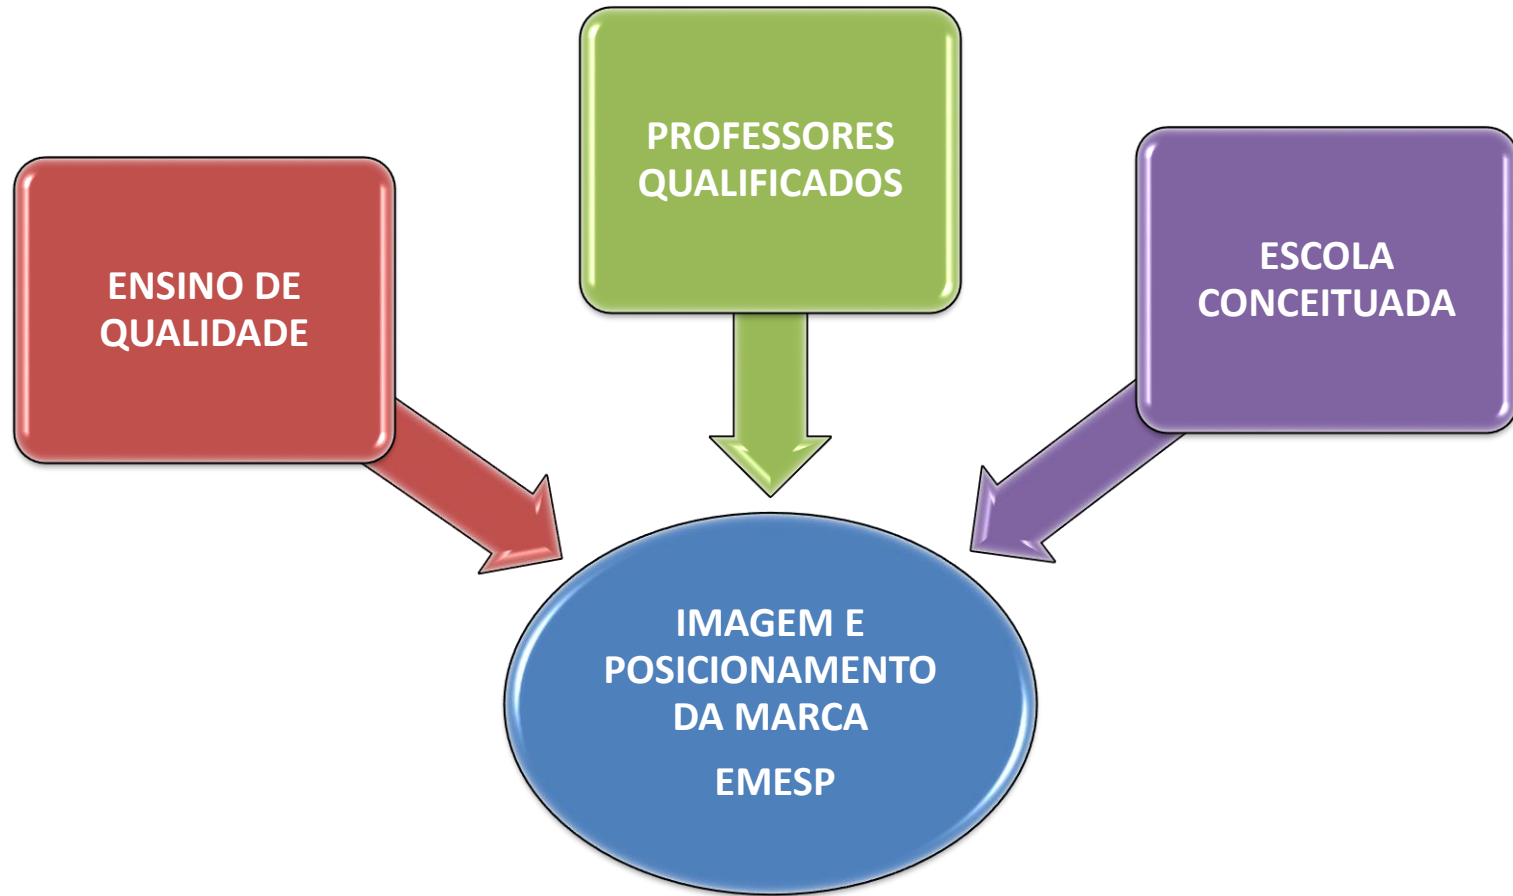 ENSINO DE
QUALIDADE
PROFESSORES
QUALIFICADOS
ESCOLA
CONCEITUADA
IMAGEM E
POSICIONAMENTO
DA MARCA
EMESP